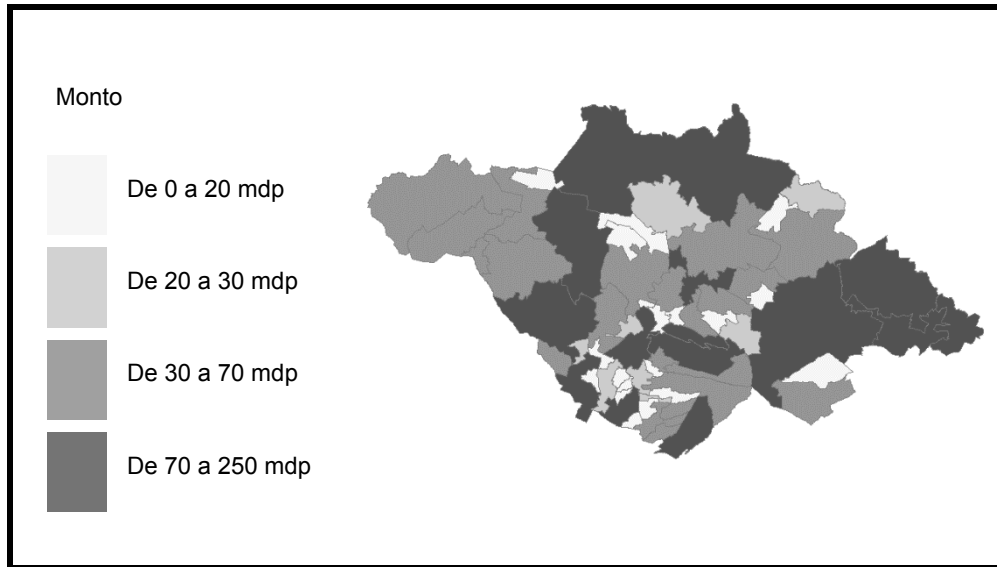 Monto
De 0 a 20 mdp
De 20 a 30 mdp
De 30 a 70 mdp
De 70 a 250 mdp